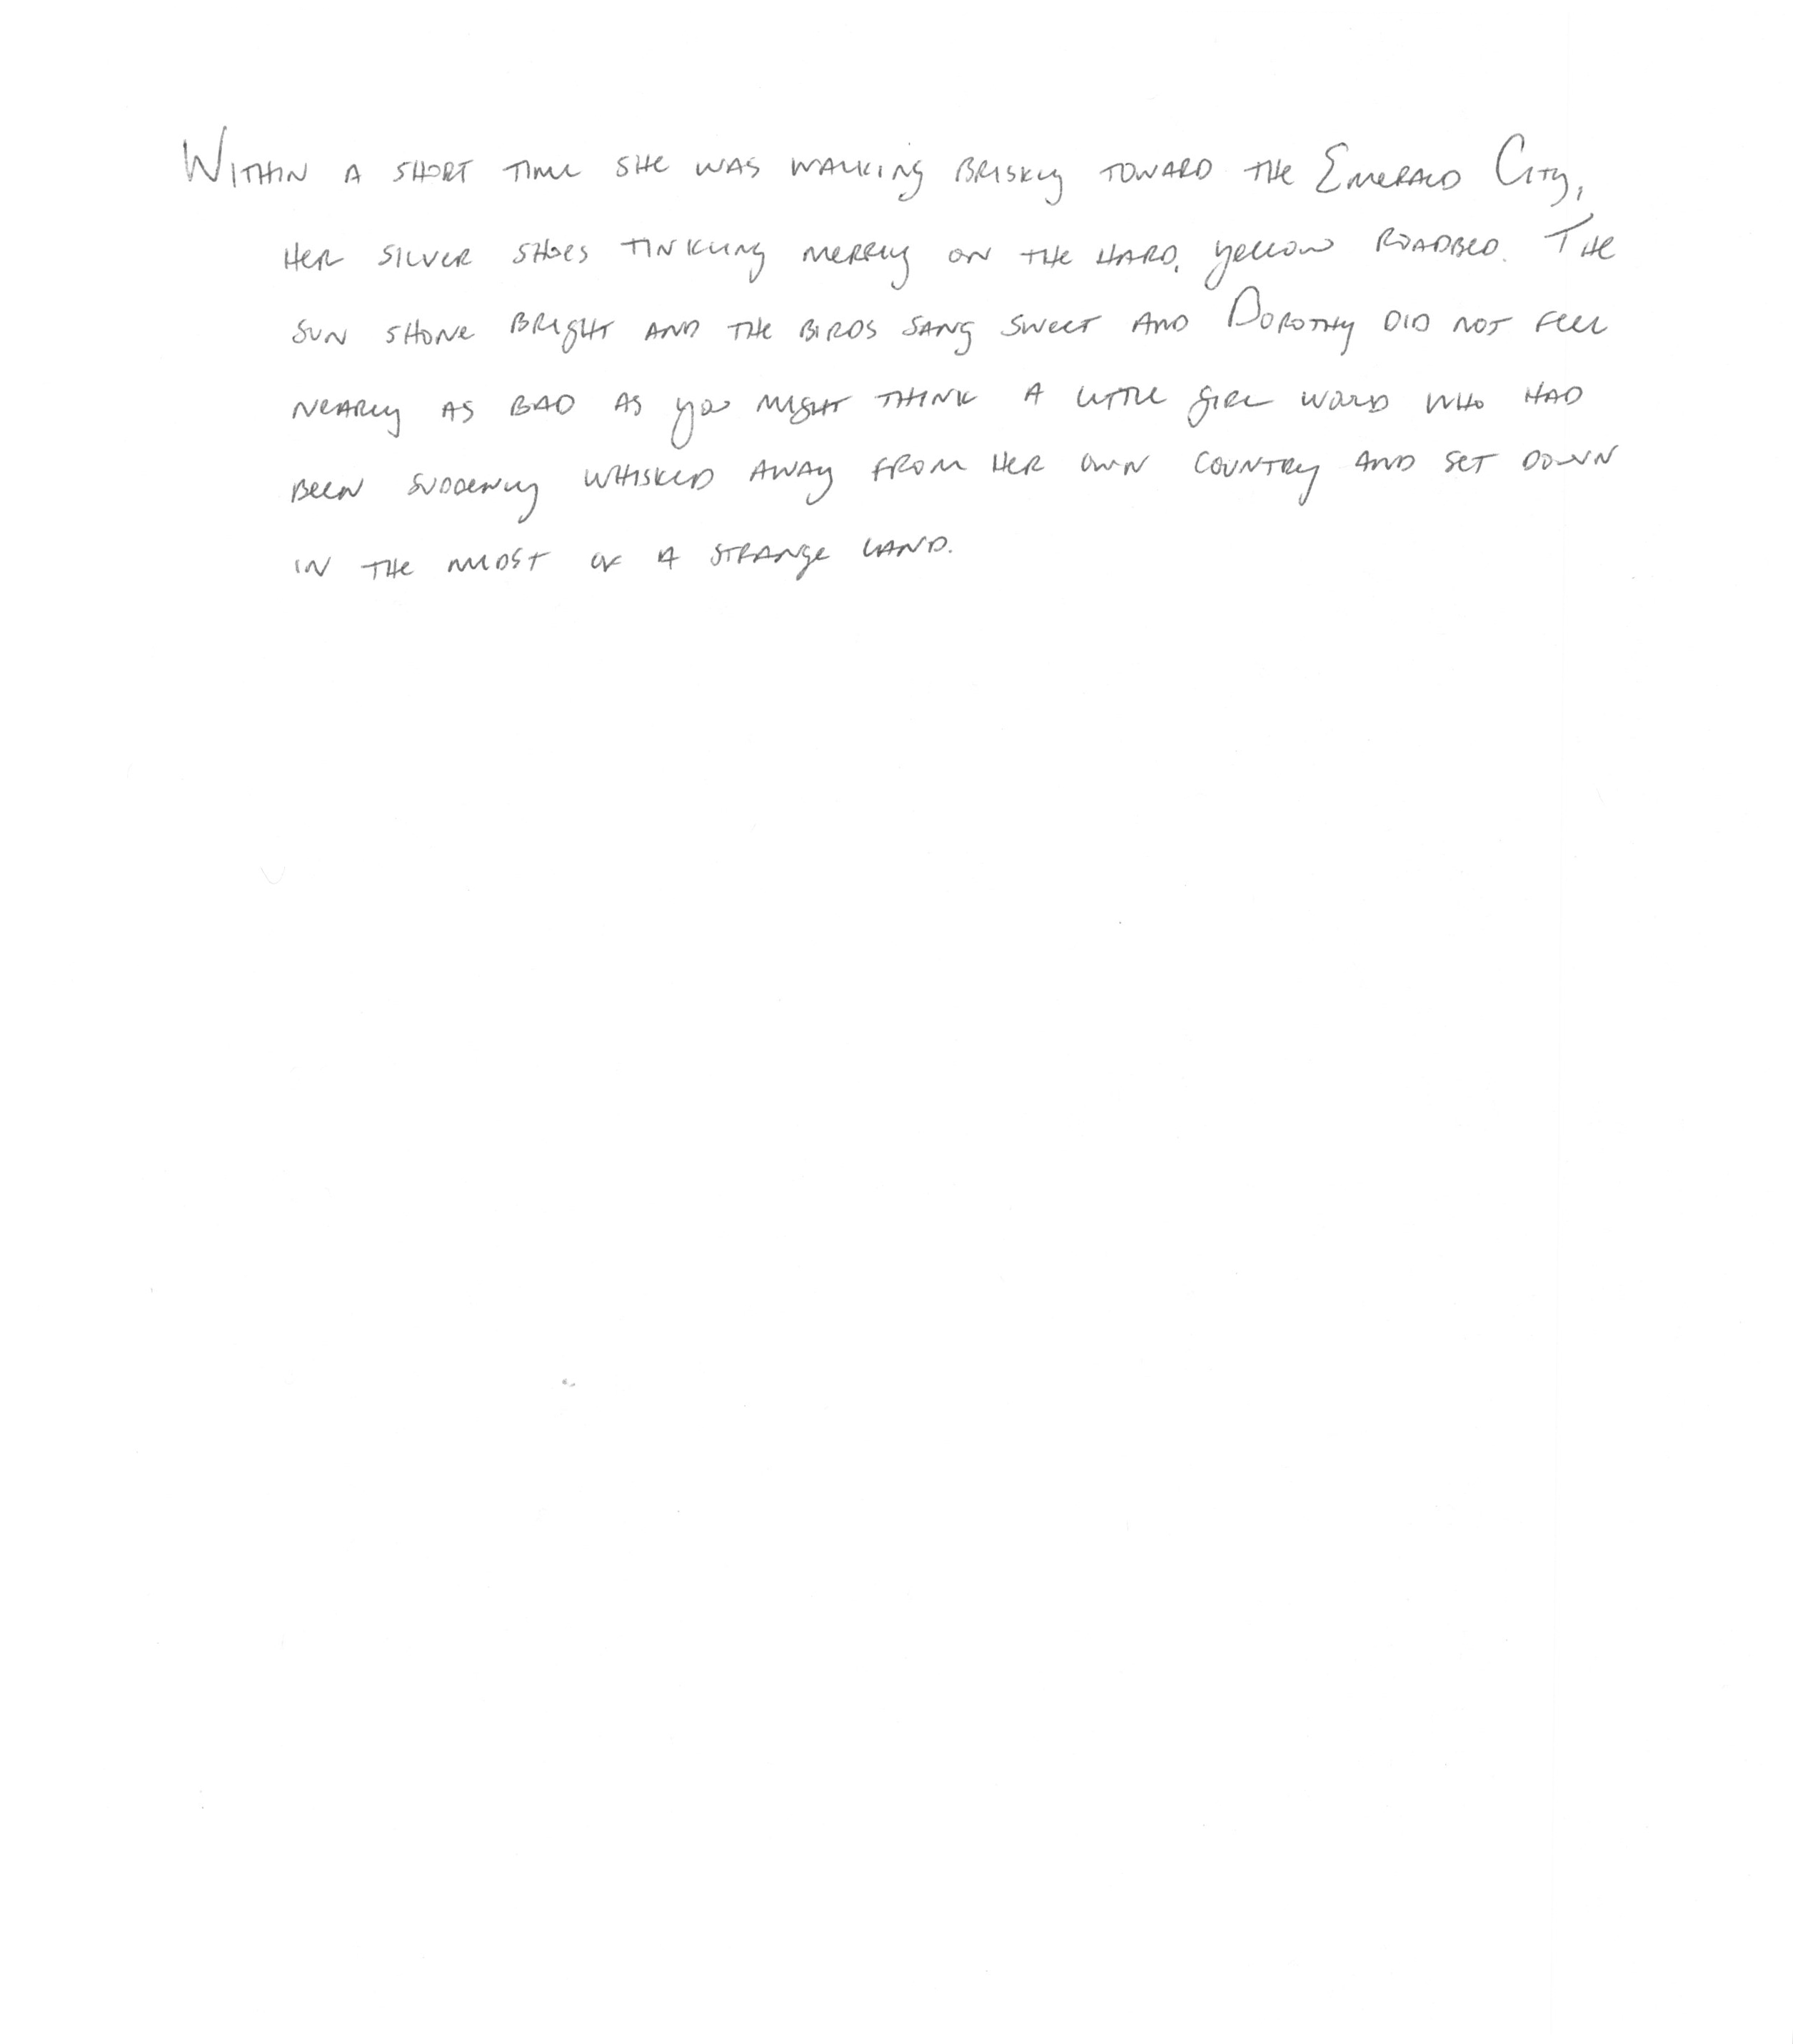 Within a short time she was walking briskly toward the Emerald City,
her silver shoes tinkling merrily on the hard, yellow roadbed. The
sun shone bright and the birds sang sweet and Dorothy did not feel
nearly as bad as you might think a little girl would who had
been suddenly whisked away from her own country and set down
in the midst of a strange land.